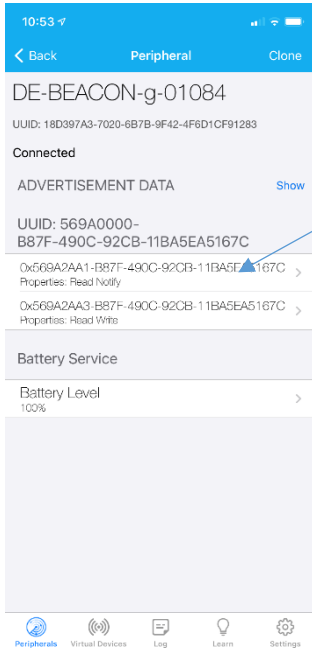 10:53
Back Peripheral Clone
DE-BEACON-g-01084
UUID: 18D397A3-7020-6B7B-9F42-4F6D1CF91283
Connected
ADVERTISEMENT DATA Show
UUID: 569A0000-
B87F-490C-92CB-11BA5EA5167C
0x569A2AA1-B87F-490C-92CB-11BA5EA5167C
Properties: Read Notify
0x569A2AA3-B87F-490C-92CB-11BA5EA5167C
Properties: Read Write
Battery Service
Battery Level
100%
Peripherals Virtual Devices Log Learn Settings